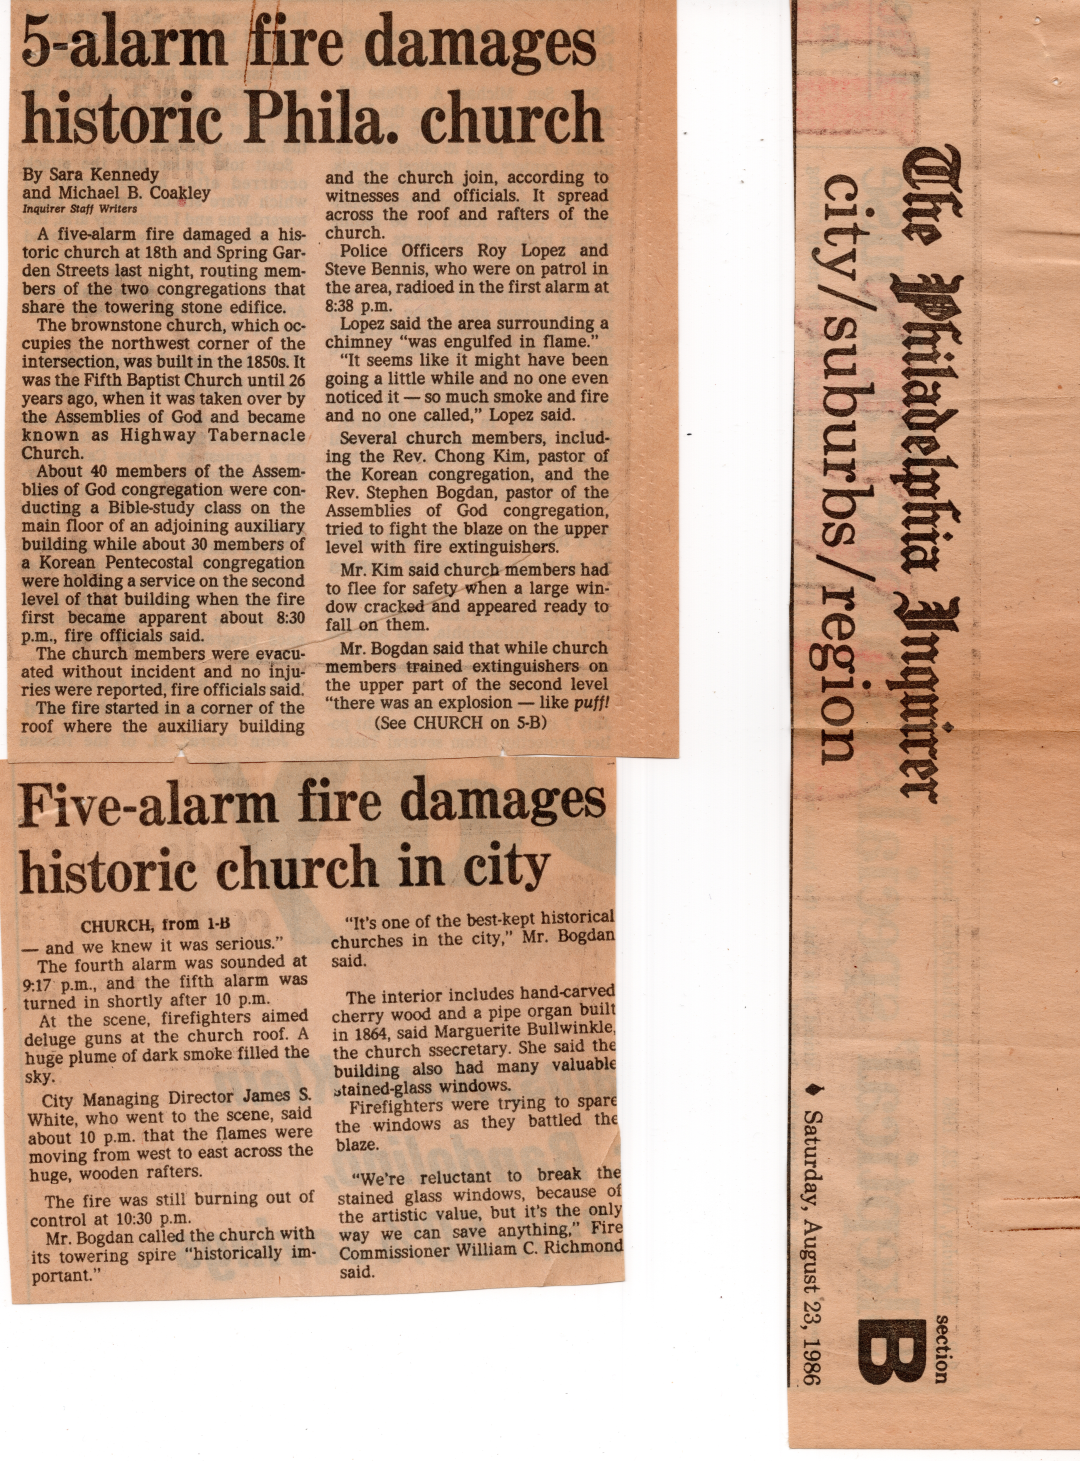 5-alarm fire damages
historic Phila. church
By Sara Kennedy
and Michael B. Coakley
Inquirer Staff Writers
A five-alarm fire damaged a his-
toric church at 18th and Spring Gar-
den Streets last night, routing mem-
bers of the two congregations that
share the towering stone edifice.
The brownstone church, which oc-
cupies the northwest corner of the
intersection, was built in the 1850s. It
was the Fifth Baptist Church until 26
years ago, when it was taken over by
the Assemblies of God and became
known as Highway Tabernacle
Church.
About 40 members of the Assem-
blies of God congregation were con-
ducting a Bible-study class on the
main floor of an adjoining auxiliary
building while about 30 members of
a Korean Pentecostal congregation
were holding a service on the second
level of that building when the fire
first became apparent about 8:30
p.m., fire officials said.
The church members were evacu-
ated without incident and no inju-
ries were reported, fire officials said.
The fire started in a corner of the
roof where the auxiliary building
and the church join, according to
witnesses and officials. It spread
across the roof and rafters of the
church.
Police Officers Roy Lopez and
Steve Bennis, who were on patrol in
the area, radioed in the first alarm at
8:38 p.m.
Lopez said the area surrounding a
chimney “was engulfed in flame.”
“It seems like it might have been
going a little while and no one even
noticed it — so much smoke and fire
and no one called,” Lopez said.
Several church members, includ-
ing the Rev. Chong Kim, pastor of
the Korean congregation, and the
Rev. Stephen Bogdan, pastor of the
Assemblies of God congregation,
tried to fight the blaze on the upper
level with fire extinguishers.
Mr. Kim said church members had
to flee for safety when a large win-
dow cracked and appeared ready to
fall on them.
Mr. Bogdan said that while church
members trained extinguishers on
the upper part of the second level
“there was an explosion — like puff!
(See CHURCH on 5-B)
Five-alarm fire damages
historic church in city
CHURCH, from 1-B
— and we knew it was serious.”
The fourth alarm was sounded at
9:17 p.m., and the fifth alarm was
turned in shortly after 10 p.m.
At the scene, firefighters aimed
deluge guns at the church roof. A
huge plume of dark smoke filled the
sky.
City Managing Director James S.
White, who went to the scene, said
about 10 p.m. that the flames were
moving from west to east across the
huge, wooden rafters.
The fire was still burning out of
control at 10:30 p.m.
Mr. Bogdan called the church with
its towering spire “historically im-
portant.”
“It's one of the best-kept historical
churches in the city,” Mr. Bogdan
said.
The interior includes hand-carved
cherry wood and a pipe organ built
in 1864, said Marguerite Bullwinkle,
the church ssecretary. She said the
building also had many valuable
stained-glass windows.
Firefighters were trying to spare
the windows as they battled the
blaze.
“We're reluctant to break the
stained glass windows, because of
the artistic value, but it's the only
way we can save anything,” Fire
Commissioner William C. Richmond
said.
The Philadelphia Inquirer
city/suburbs/region
section
B
♦ Saturday, August 23, 1986